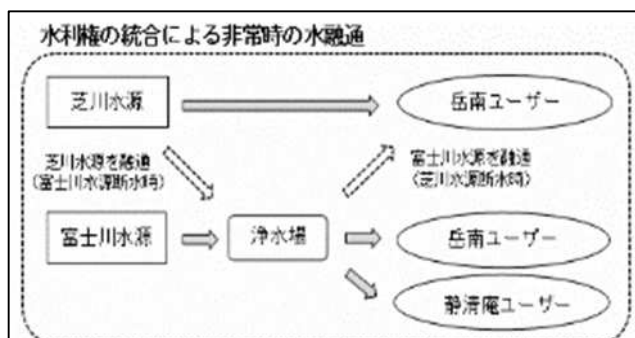 水利権の統合による非常時の水融通
芝川水源
岳南ユーザー
芝川水源を融通
(富士川水源断水時)
富士川水源を融通
(芝川水源断水時)
富士川水源
浄水場
岳南ユーザー
静清庵ユーザー